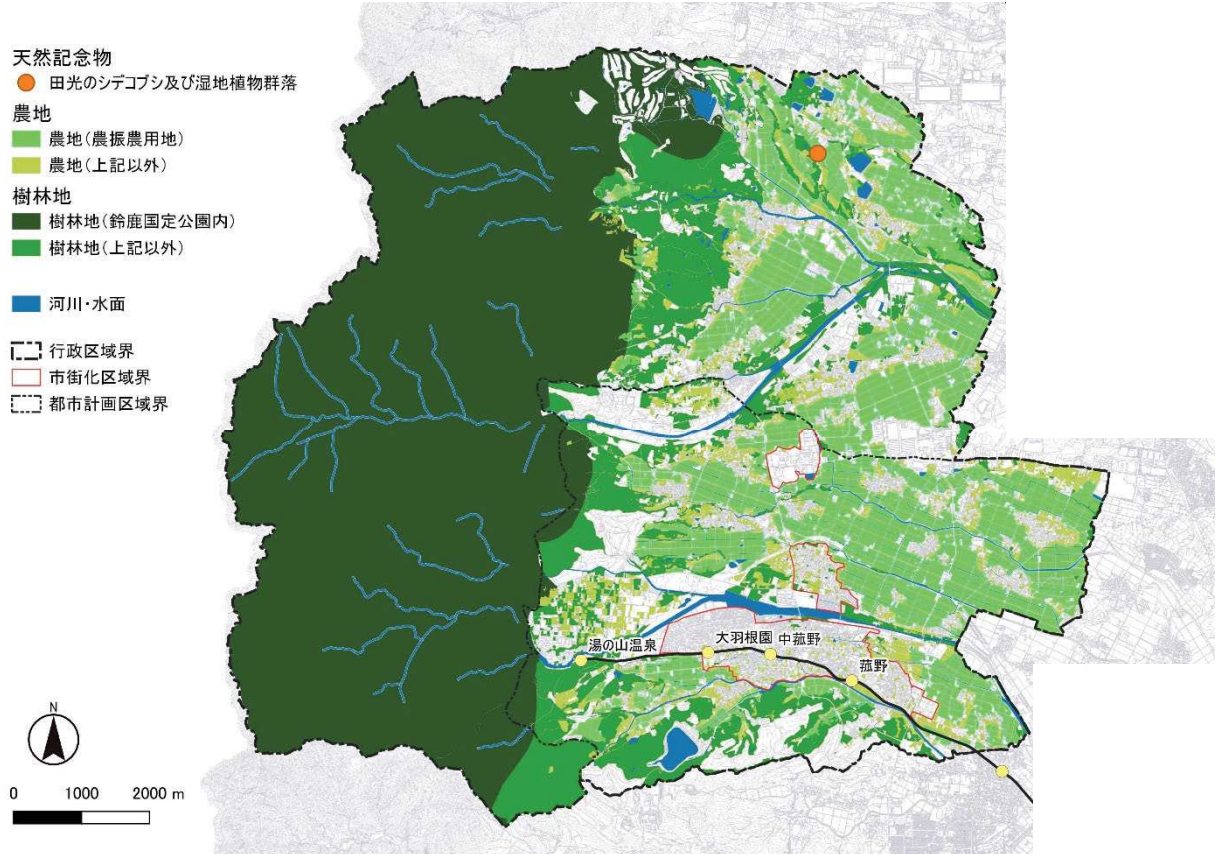 天然記念物
田光のシデコブシ及び湿地植物群落
農地
農地(農振農用地)
農地(上記以外)
樹林地
樹林地(鈴鹿国定公園内)
樹林地(上記以外)
河川・水面
行政区域界
市街化区域界
都市計画区域界
湯の山温泉
大羽根園
中菰野
菰野
N
0 1000 2000 m